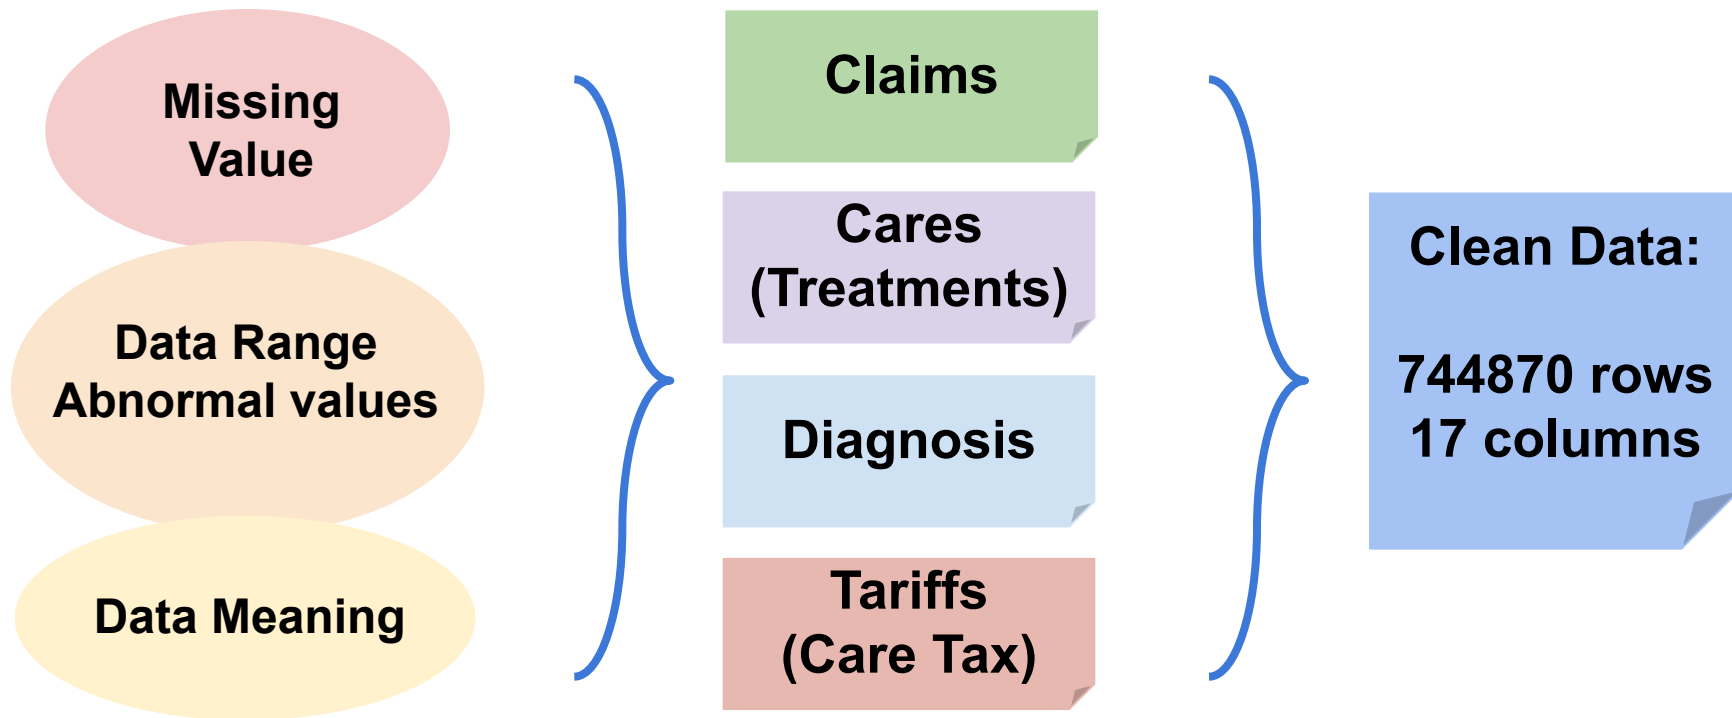 Missing
Value
Data Range
Abnormal values
Data Meaning
Claims
Cares
(Treatments)
Diagnosis
Tariffs
(Care Tax)
Clean Data:
744870 rows
17 columns